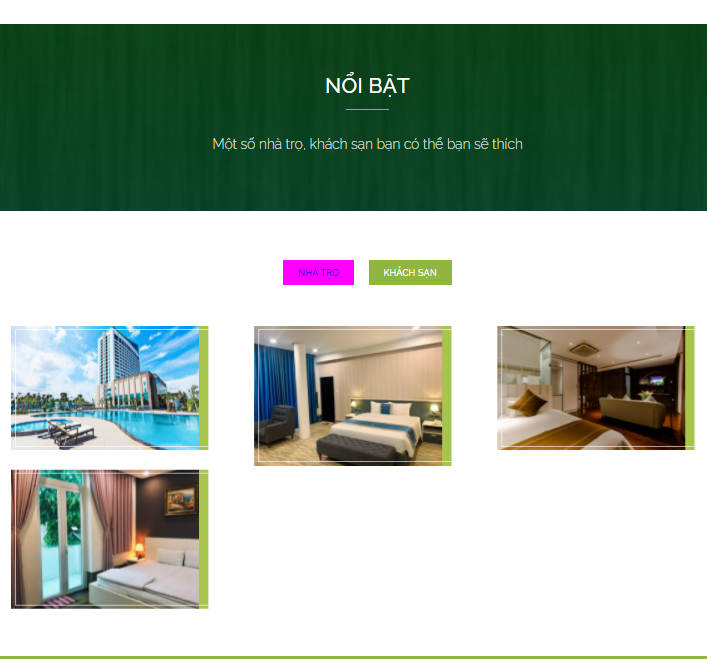 NỔI BẬT
Một số nhà trọ, khách sạn bạn có thể bạn sẽ thích
NHÀ TRỌ
KHÁCH SẠN